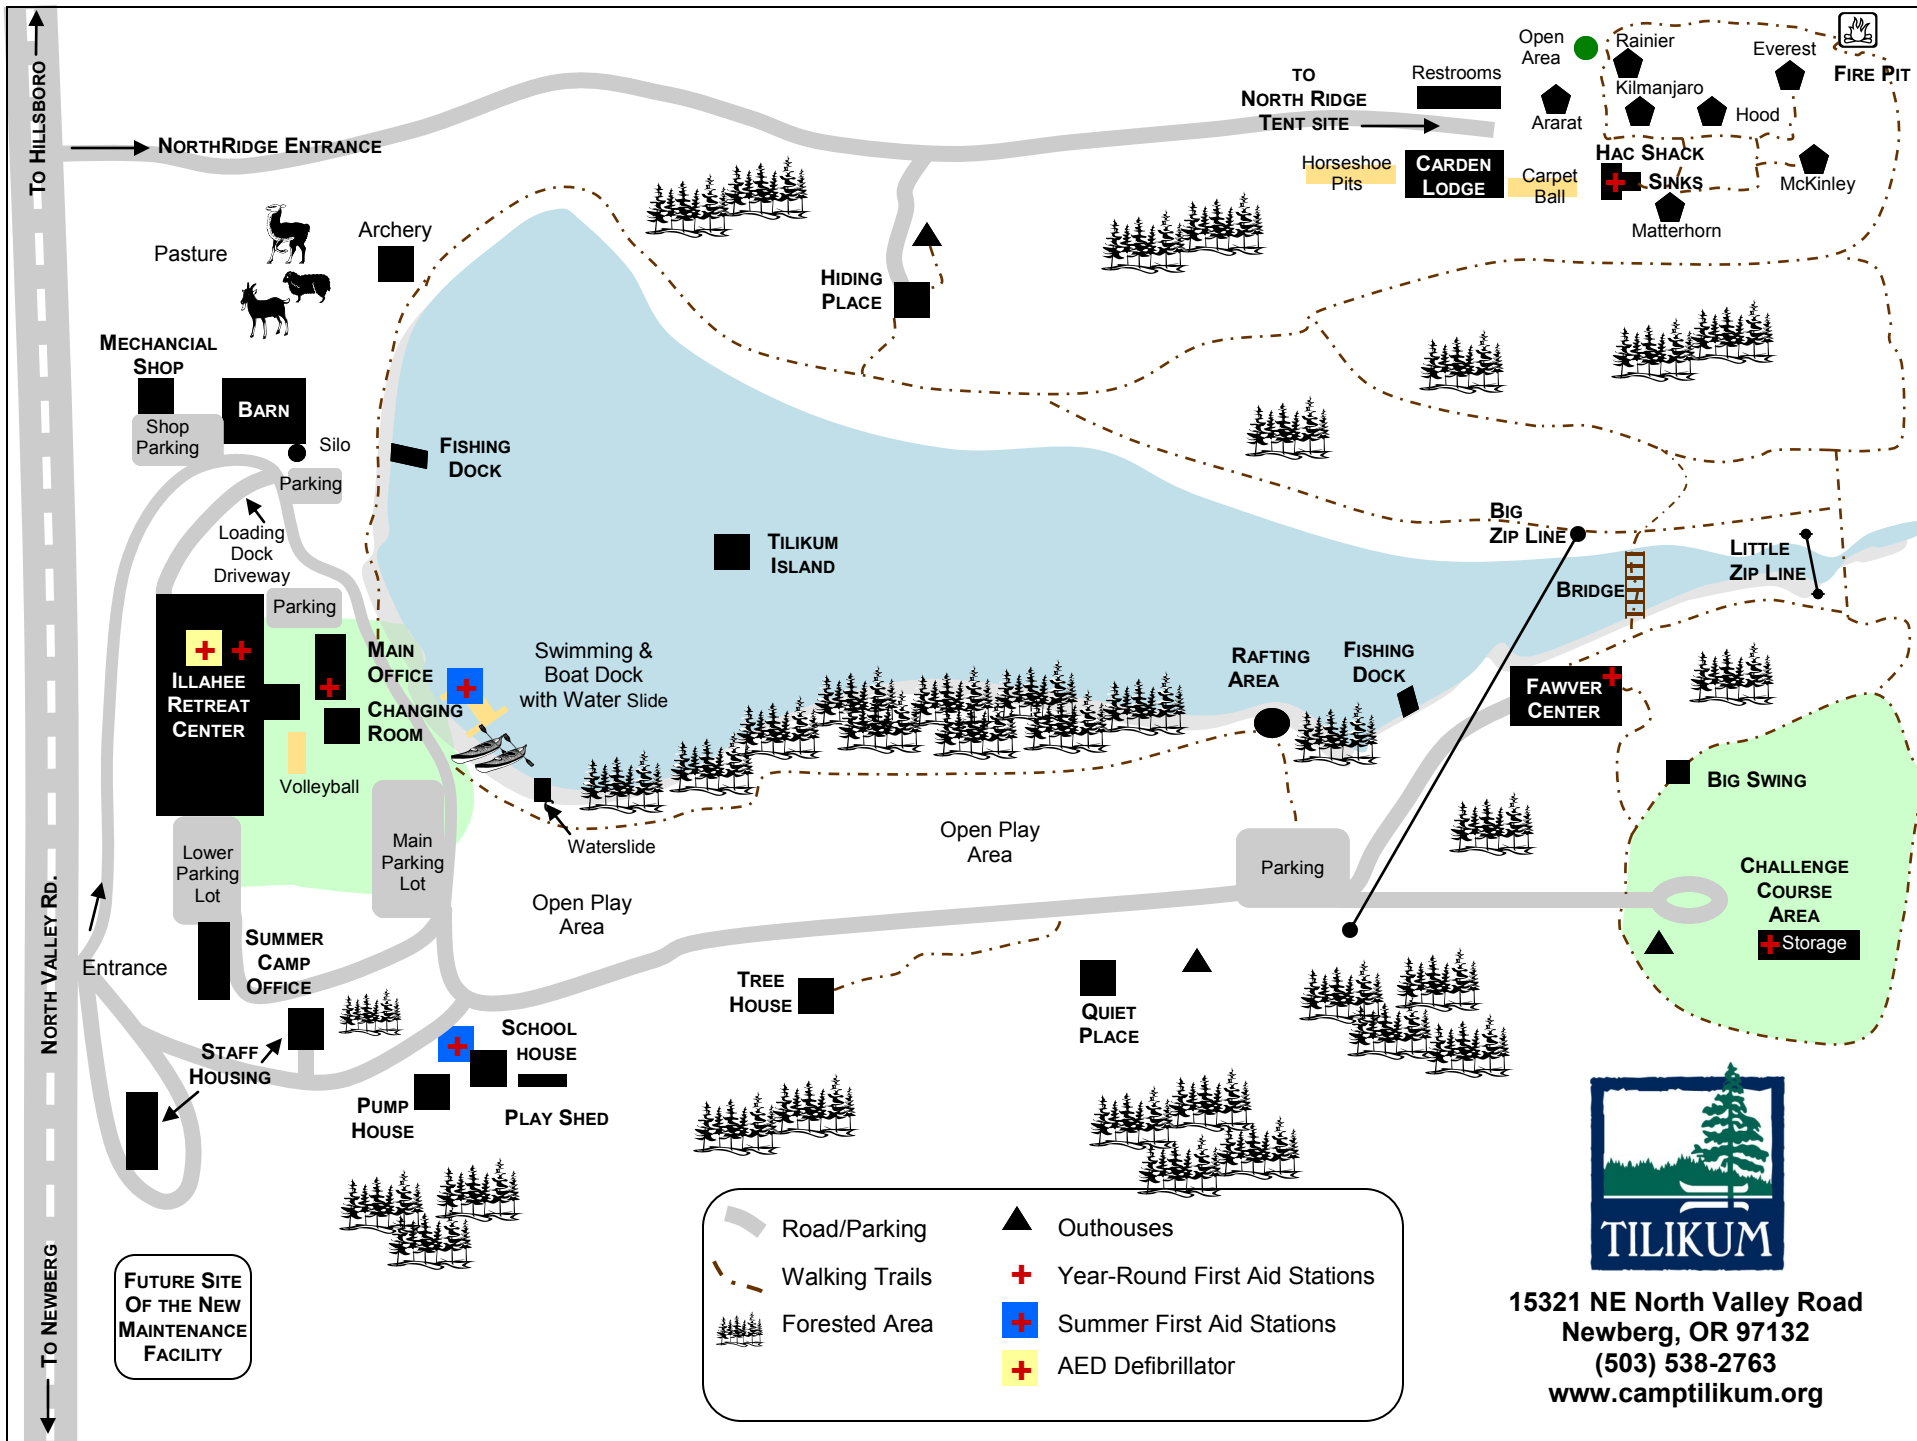 TO HILLSBORO
NORTHRIDGE ENTRANCE
TO
NORTH RIDGE
TENT SITE
Restrooms
Open
Area
Rainier
Everest
FIRE PIT
Kilmanjaro
Ararat
Hood
HAC SHACK
SINKS
McKinley
Matterhorn
Horseshoe
Pits
CARDEN
LODGE
Carpet
Ball
Pasture
Archery
HIDING
PLACE
MECHANCIAL
SHOP
BARN
Shop
Parking
Silo
Parking
FISHING
DOCK
Loading
Dock
Driveway
TILIKUM
ISLAND
BIG
ZIP LINE
LITTLE
ZIP LINE
BRIDGE
Parking
MAIN
OFFICE
ILLAHEE
RETREAT
CENTER
CHANGING
ROOM
Volleyball
Swimming &
Boat Dock
with Water Slide
RAFTING
AREA
FISHING
DOCK
FAWVER
CENTER
BIG SWING
Waterslide
Main
Parking
Lot
Lower
Parking
Lot
Open Play
Area
Open Play
Area
Parking
CHALLENGE
COURSE
AREA
Storage
NORTH VALLEY RD.
Entrance
SUMMER
CAMP
OFFICE
TREE
HOUSE
QUIET
PLACE
STAFF
HOUSING
SCHOOL
HOUSE
PUMP
HOUSE
PLAY SHED
TO NEWBERG
FUTURE SITE
OF THE NEW
MAINTENANCE
FACILITY
Road/Parking
Walking Trails
Forested Area
Outhouses
Year-Round First Aid Stations
Summer First Aid Stations
AED Defibrillator
TILIKUM
15321 NE North Valley Road
Newberg, OR 97132
(503) 538-2763
www.camptilikum.org